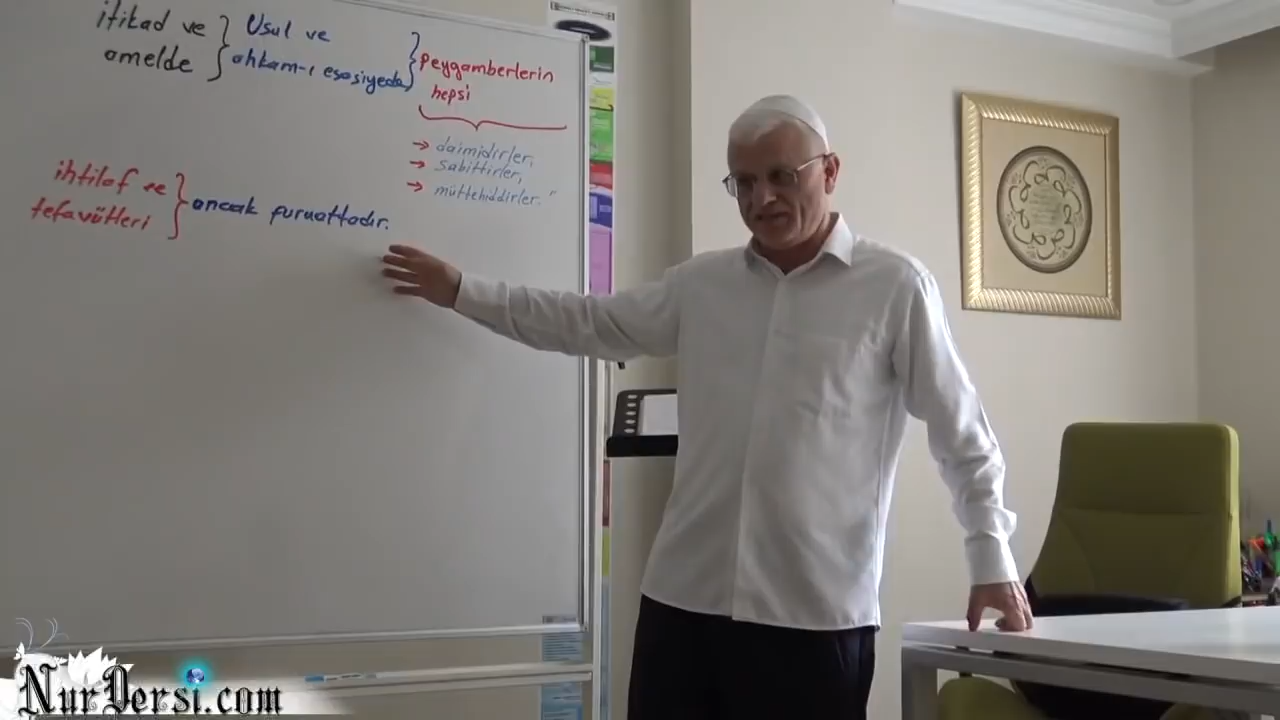 itikad ve } Usul ve
amelde } ahkam-ı esasiyede } Peygamberlerin
hepsi
→ daimidirler,
→ sabittirler,
→ müttehiddirler."
ihtilaf ve
tefavütleri } ancak furuattadır.
NurDersi.com